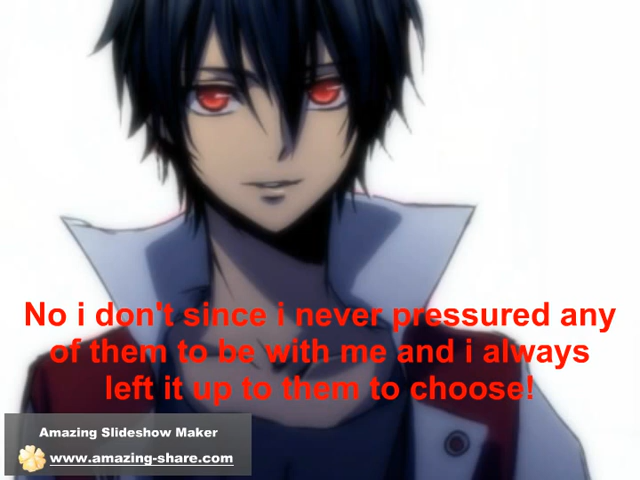 No i don't since i never pressured any
of them to be with me and i always
left it up to them to choose!
Amazing Slideshow Maker
www.amazing-share.com